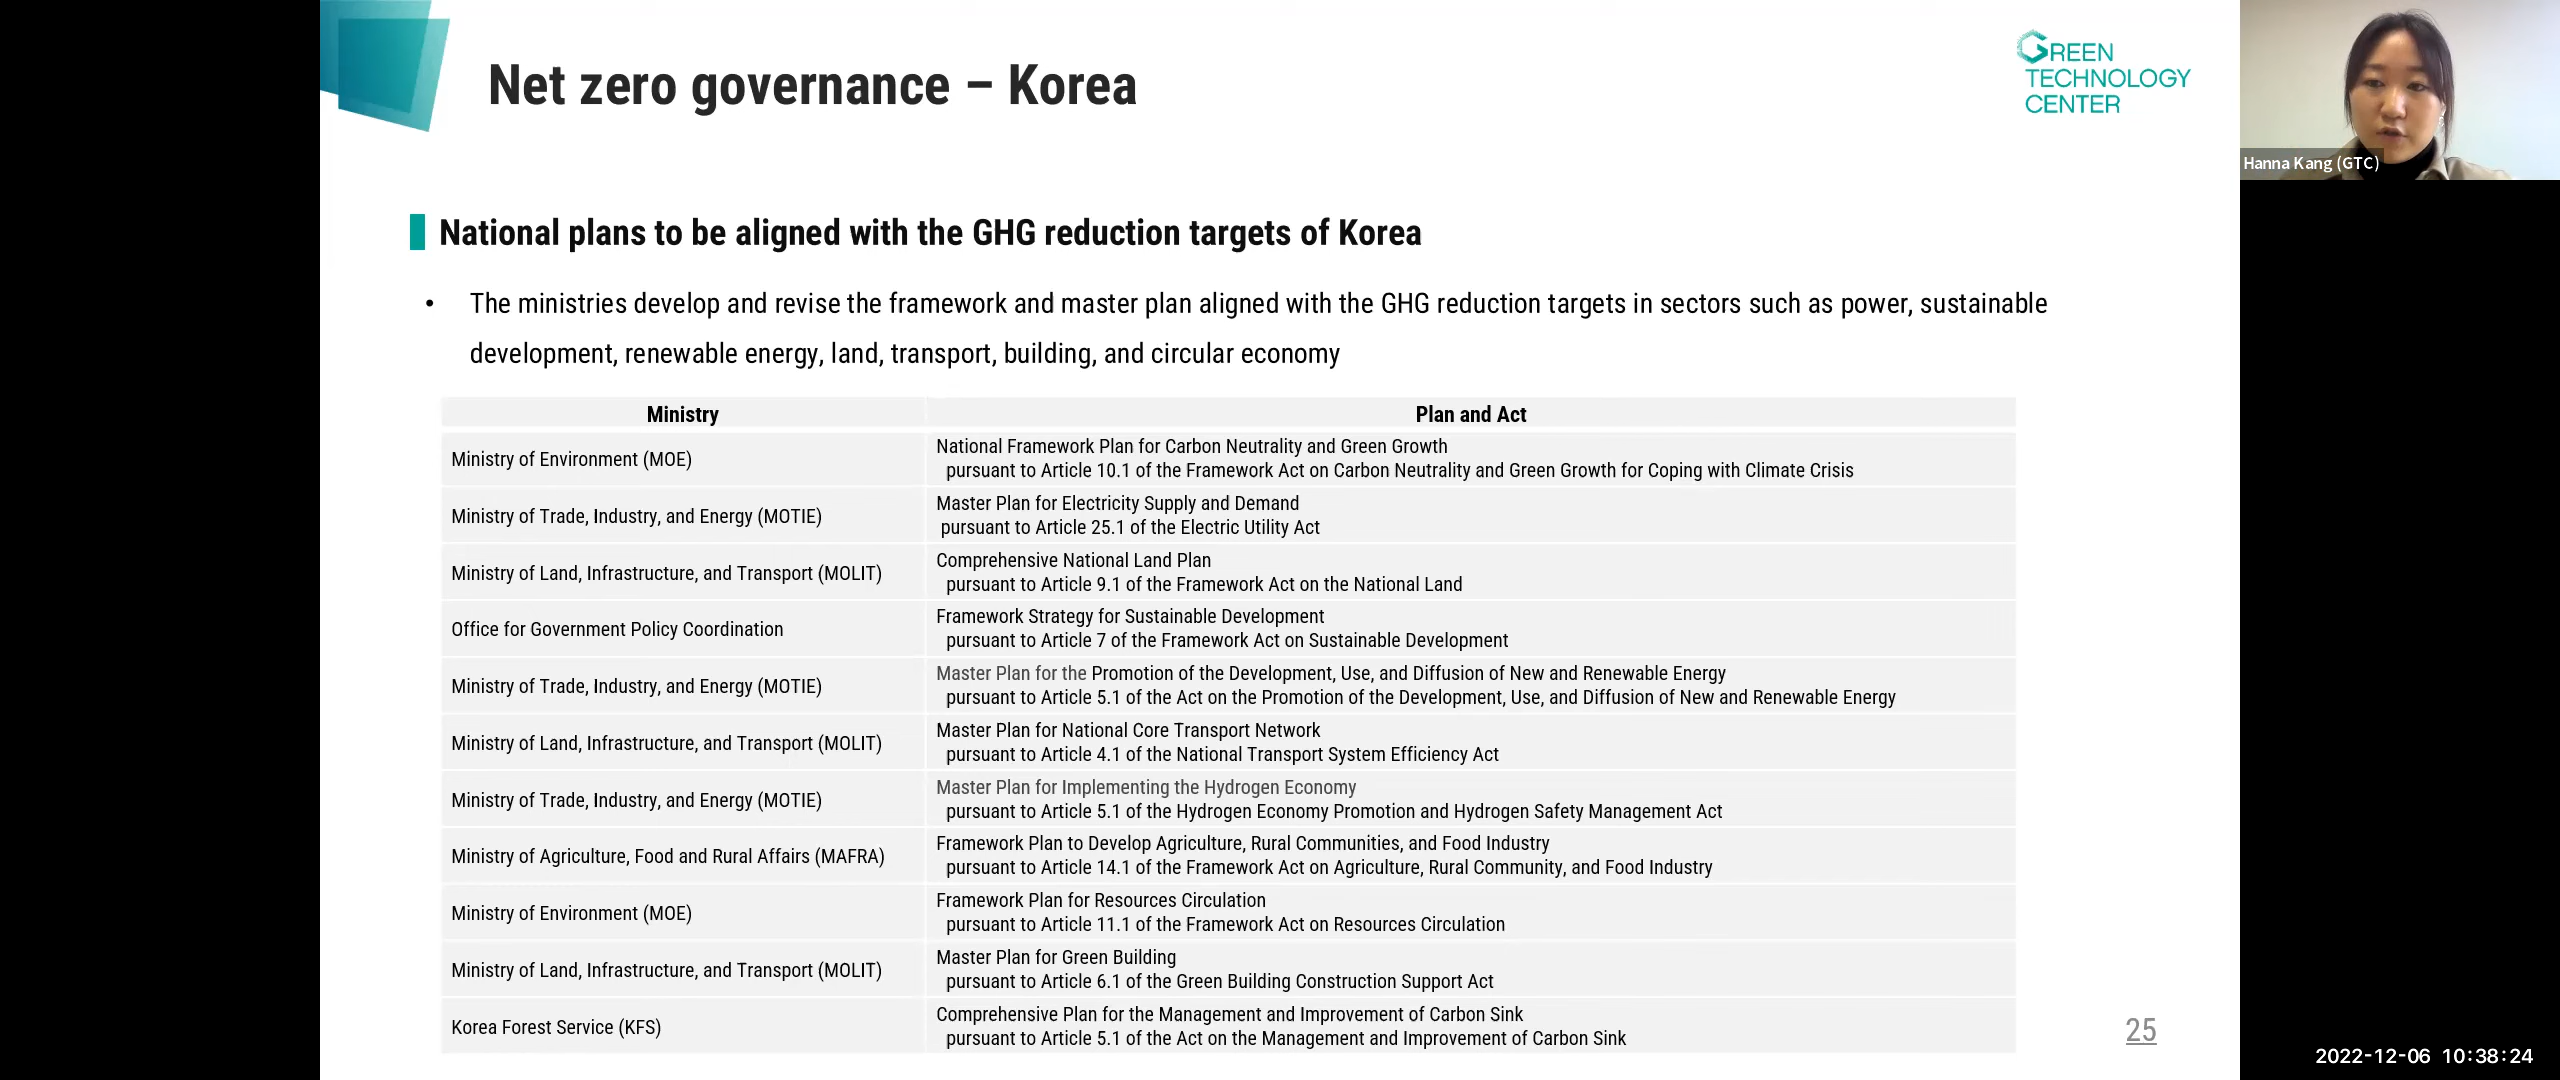 Net zero governance – Korea
GREEN
TECHNOLOGY
CENTER
Hanna Kang (GTC)
National plans to be aligned with the GHG reduction targets of Korea
• The ministries develop and revise the framework and master plan aligned with the GHG reduction targets in sectors such as power, sustainable
development, renewable energy, land, transport, building, and circular economy
Ministry Plan and Act
Ministry of Environment (MOE)
National Framework Plan for Carbon Neutrality and Green Growth
pursuant to Article 10.1 of the Framework Act on Carbon Neutrality and Green Growth for Coping with Climate Crisis
Ministry of Trade, Industry, and Energy (MOTIE)
Master Plan for Electricity Supply and Demand
pursuant to Article 25.1 of the Electric Utility Act
Ministry of Land, Infrastructure, and Transport (MOLIT)
Comprehensive National Land Plan
pursuant to Article 9.1 of the Framework Act on the National Land
Office for Government Policy Coordination
Framework Strategy for Sustainable Development
pursuant to Article 7 of the Framework Act on Sustainable Development
Ministry of Trade, Industry, and Energy (MOTIE)
Master Plan for the Promotion of the Development, Use, and Diffusion of New and Renewable Energy
pursuant to Article 5.1 of the Act on the Promotion of the Development, Use, and Diffusion of New and Renewable Energy
Ministry of Land, Infrastructure, and Transport (MOLIT)
Master Plan for National Core Transport Network
pursuant to Article 4.1 of the National Transport System Efficiency Act
Ministry of Trade, Industry, and Energy (MOTIE)
Master Plan for Implementing the Hydrogen Economy
pursuant to Article 5.1 of the Hydrogen Economy Promotion and Hydrogen Safety Management Act
Ministry of Agriculture, Food and Rural Affairs (MAFRA)
Framework Plan to Develop Agriculture, Rural Communities, and Food Industry
pursuant to Article 14.1 of the Framework Act on Agriculture, Rural Community, and Food Industry
Ministry of Environment (MOE)
Framework Plan for Resources Circulation
pursuant to Article 11.1 of the Framework Act on Resources Circulation
Ministry of Land, Infrastructure, and Transport (MOLIT)
Master Plan for Green Building
pursuant to Article 6.1 of the Green Building Construction Support Act
Korea Forest Service (KFS)
Comprehensive Plan for the Management and Improvement of Carbon Sink
pursuant to Article 5.1 of the Act on the Management and Improvement of Carbon Sink
25
2022-12-06 10:38:24